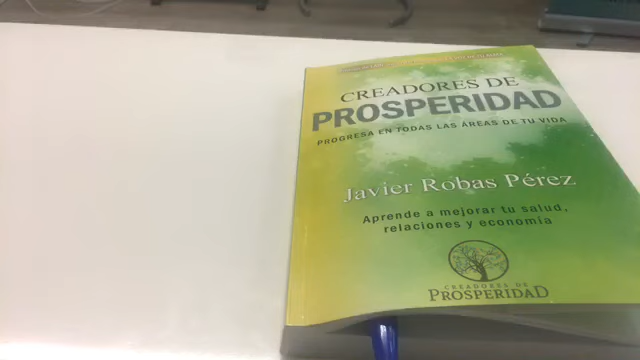 CREADORES DE
PROSPERIDAD
PROGRESA EN TODAS LAS ÁREAS DE TU VIDA
Javier Robas Pérez
Aprende a mejorar tu salud,
relaciones y economía
CREADORES DE
PROSPERIDAD